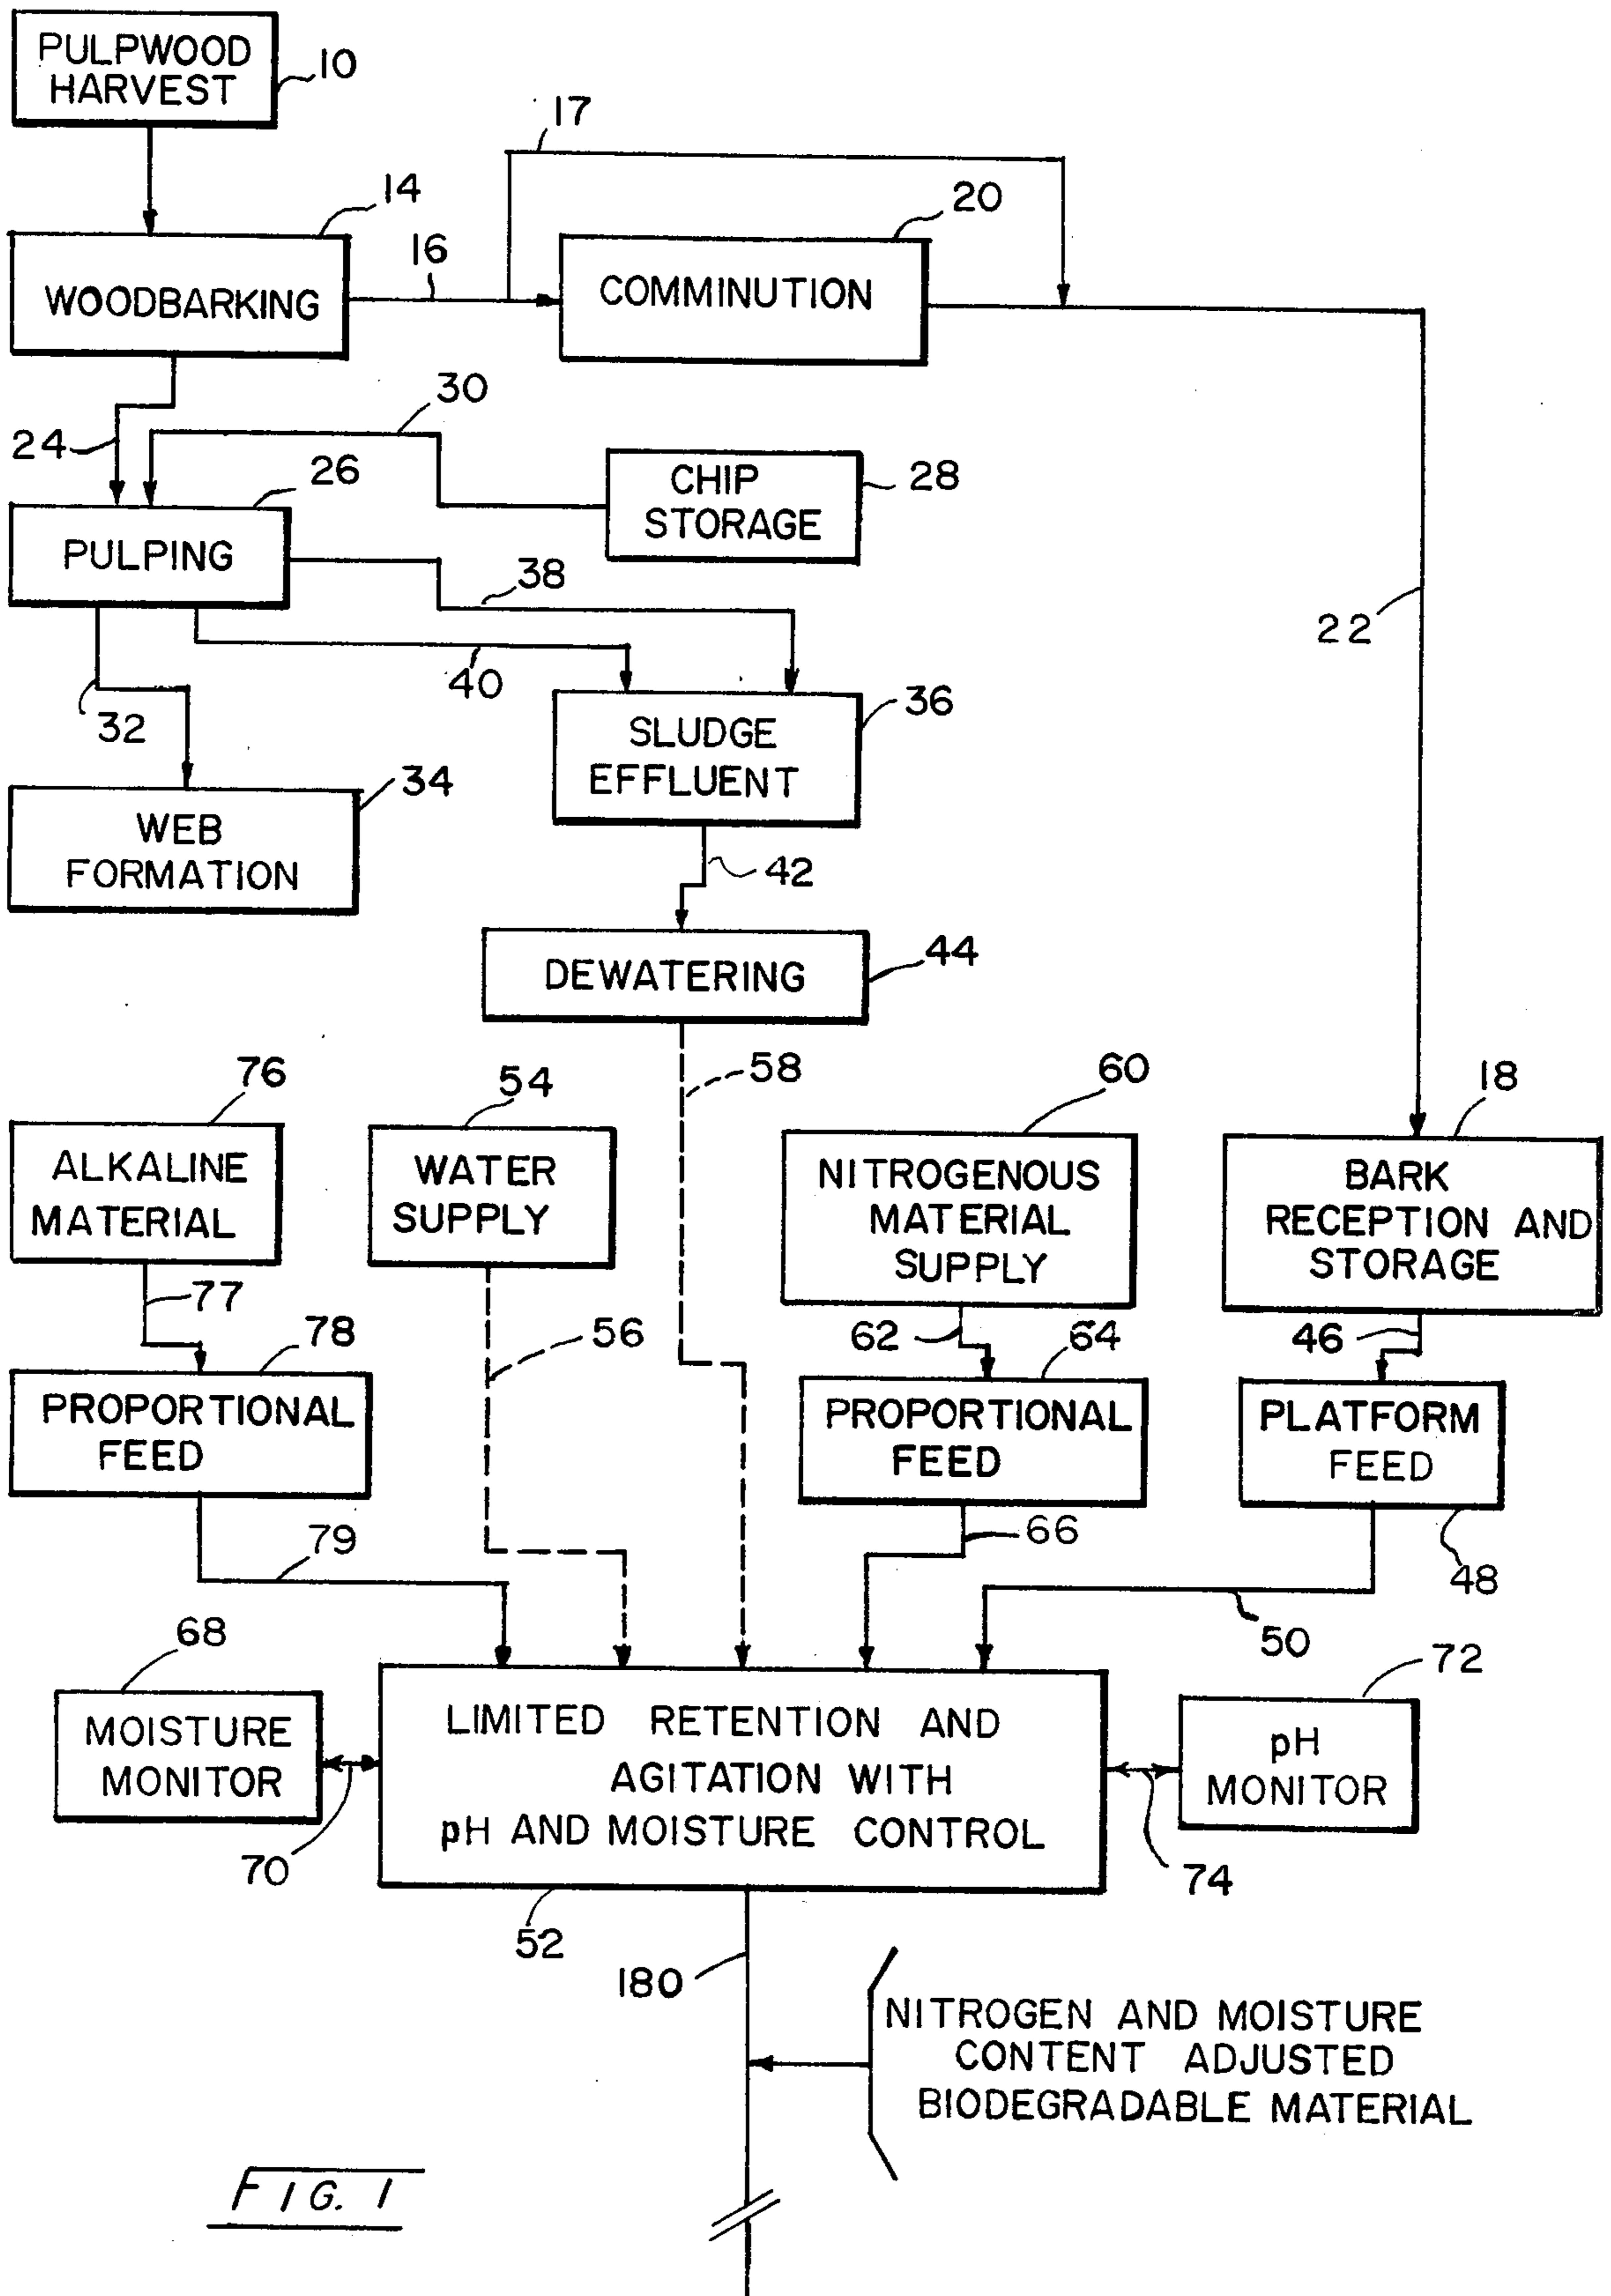 PULPWOOD
HARVEST
10
17
14
16
20
WOODBARKING
COMMINUTION
30
24
26
CHIP
STORAGE
28
PULPING
38
22
40
32
SLUDGE
EFFLUENT
36
34
WEB
FORMATION
42
DEWATERING
44
76
54
58
60
18
ALKALINE
MATERIAL
WATER
SUPPLY
NITROGENOUS
MATERIAL
SUPPLY
BARK
RECEPTION AND
STORAGE
77
56
62
46
78
64
PROPORTIONAL
FEED
PROPORTIONAL
FEED
PLATFORM
FEED
79
66
48
50
68
72
MOISTURE
MONITOR
LIMITED RETENTION AND
AGITATION WITH
pH AND MOISTURE CONTROL
pH
MONITOR
70
74
52
180
NITROGEN AND MOISTURE
CONTENT ADJUSTED
BIODEGRADABLE MATERIAL
FIG. 1